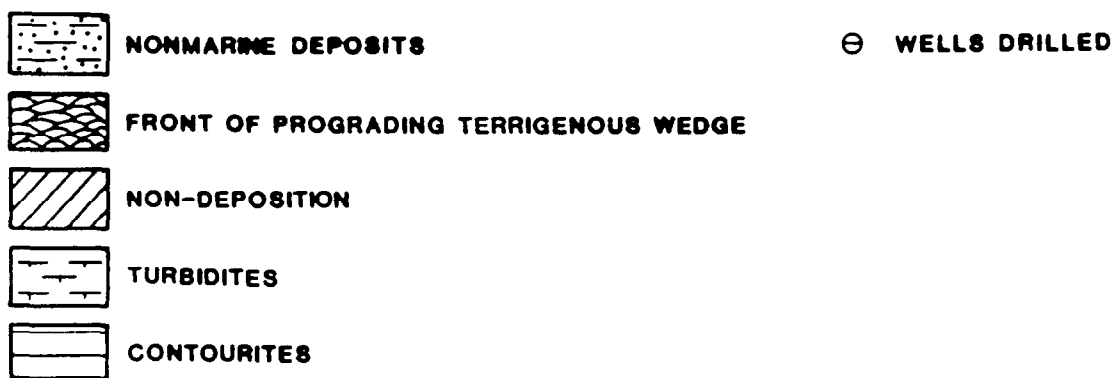 NONMARINE DEPOSITS
WELLS DRILLED
FRONT OF PROGRADING TERRIGENOUS WEDGE
NON-DEPOSITION
TURBIDITES
CONTOURITES